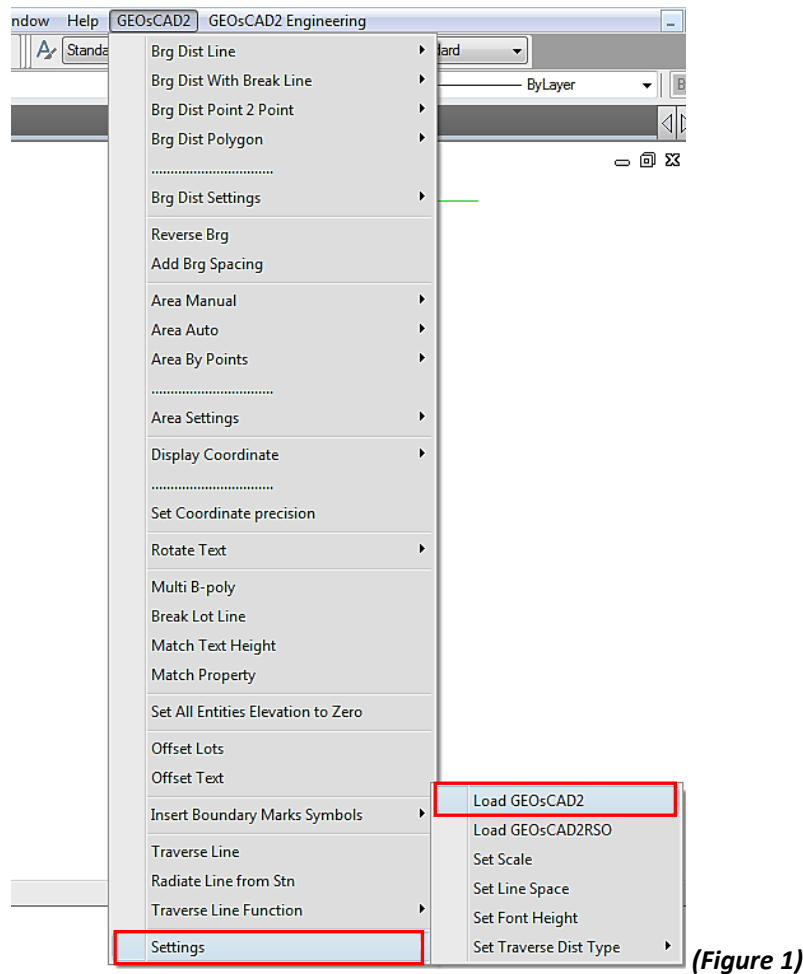 ndow Help GEOsCAD2 GEOsCAD2 Engineering
Standa dard
ByLayer B
Brg Dist Line
Brg Dist With Break Line
Brg Dist Point 2 Point
Brg Dist Polygon
................................
Brg Dist Settings
Reverse Brg
Add Brg Spacing
Area Manual
Area Auto
Area By Points
................................
Area Settings
Display Coordinate
................................
Set Coordinate precision
Rotate Text
Multi B-poly
Break Lot Line
Match Text Height
Match Property
Set All Entities Elevation to Zero
Offset Lots
Offset Text
Insert Boundary Marks Symbols
Traverse Line
Radiate Line from Stn
Traverse Line Function
Settings
Load GEOsCAD2
Load GEOsCAD2RSO
Set Scale
Set Line Space
Set Font Height
Set Traverse Dist Type
(Figure 1)